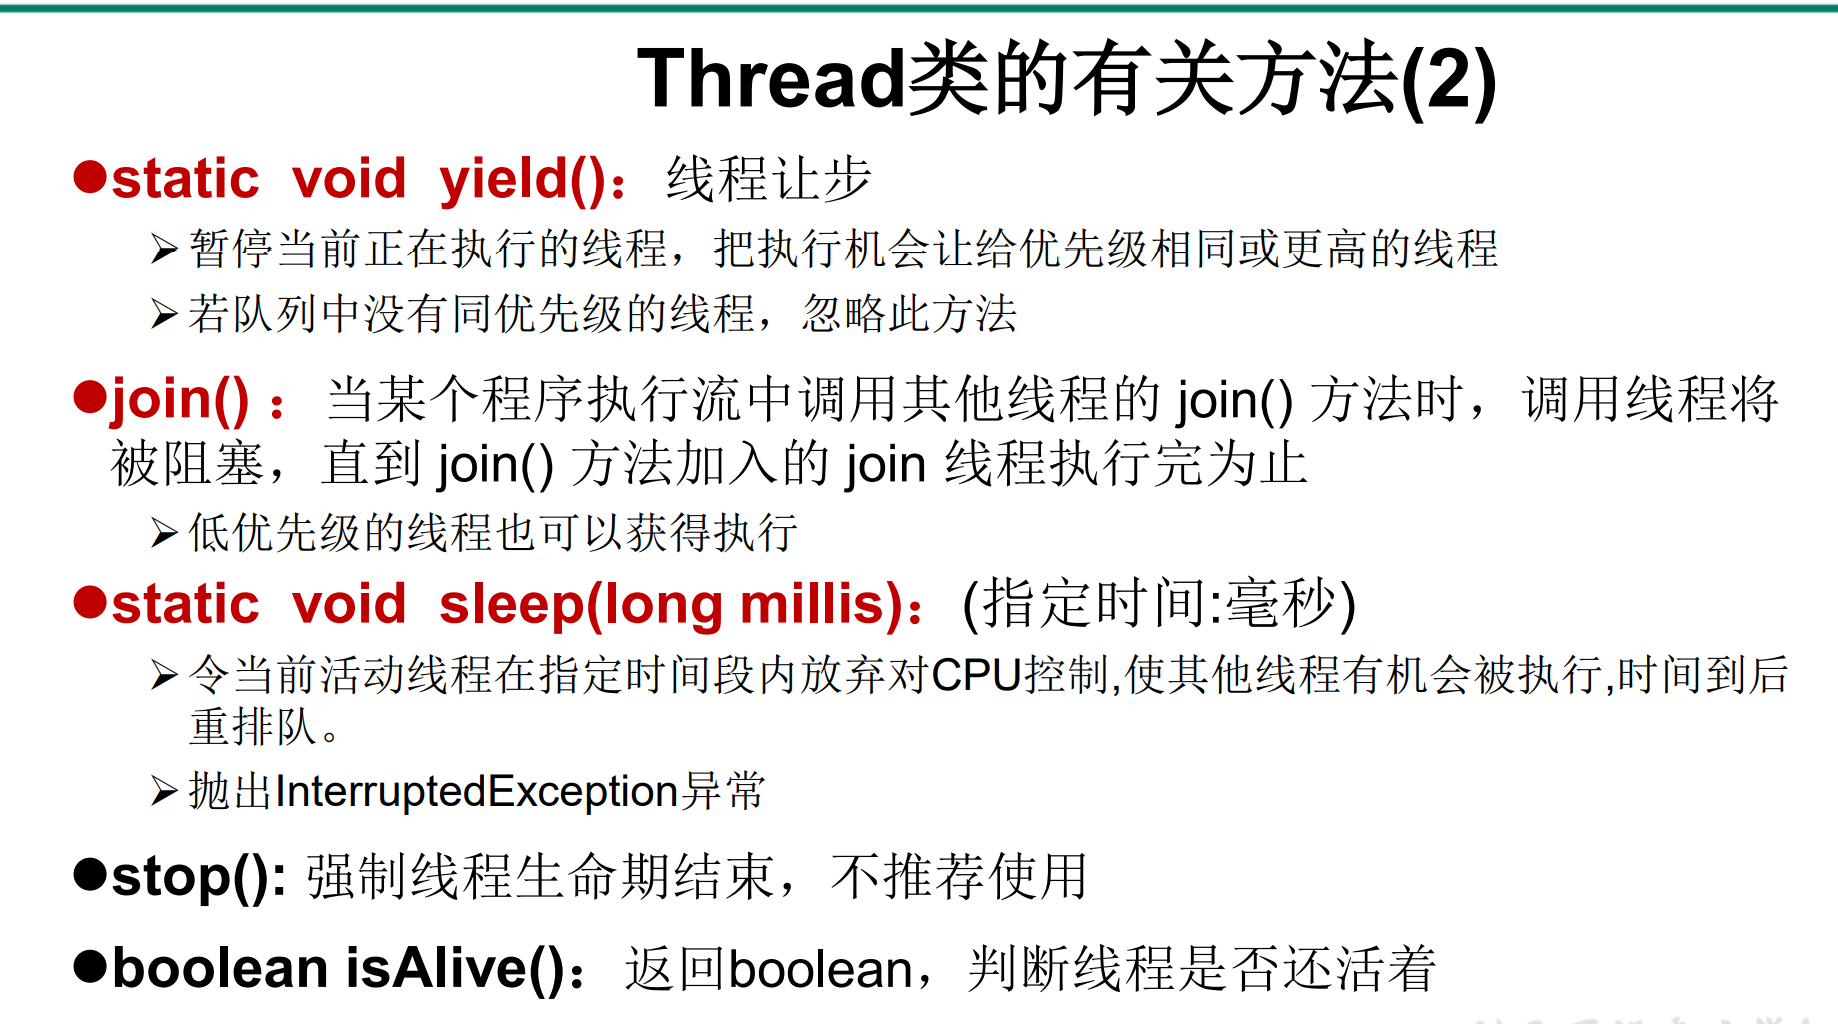 Thread类的有关方法(2)
●static void yield()：线程让步
➢暂停当前正在执行的线程，把执行机会让给优先级相同或更高的线程
➢若队列中没有同优先级的线程，忽略此方法
●join() ：当某个程序执行流中调用其他线程的 join() 方法时，调用线程将
被阻塞，直到 join() 方法加入的 join 线程执行完为止
➢低优先级的线程也可以获得执行
●static void sleep(long millis)：(指定时间:毫秒)
➢令当前活动线程在指定时间段内放弃对CPU控制,使其他线程有机会被执行,时间到后
重排队。
➢抛出InterruptedException异常
●stop(): 强制线程生命期结束，不推荐使用
●boolean isAlive()：返回boolean，判断线程是否还活着